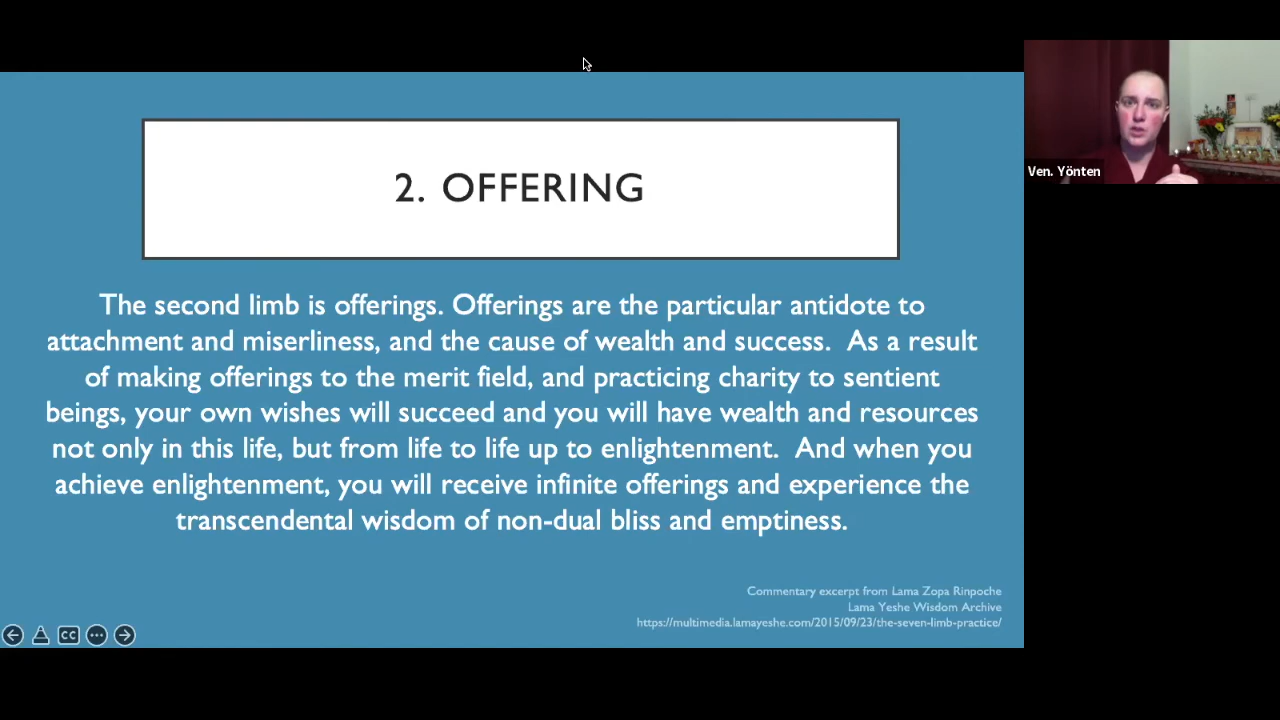 2. OFFERING
The second limb is offerings. Offerings are the particular antidote to
attachment and miserliness, and the cause of wealth and success.  As a result
of making offerings to the merit field, and practicing charity to sentient
beings, your own wishes will succeed and you will have wealth and resources
not only in this life, but from life to life up to enlightenment.  And when you
achieve enlightenment, you will receive infinite offerings and experience the
transcendental wisdom of non-dual bliss and emptiness.
Commentary excerpt from Lama Zopa Rinpoche
Lama Yeshe Wisdom Archive
https://multimedia.lamayeshe.com/2015/09/23/the-seven-limb-practice/
CC
Ven. Yönten